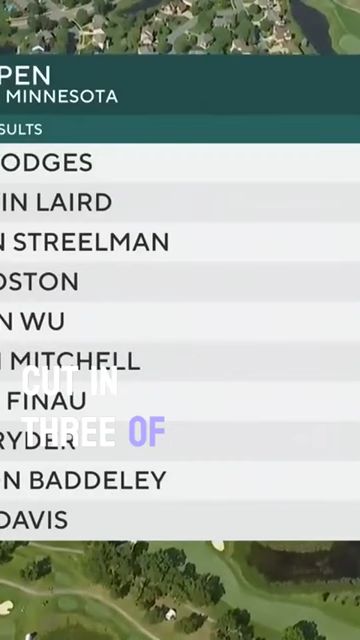 PEN
MINNESOTA
SULTS
ODGES
IN LAIRD
N STREELMAN
OSTON
N WU
MITCHELL
CUT IN
FINAU
THREE OF
RYDER
N BADDELEY
DAVIS